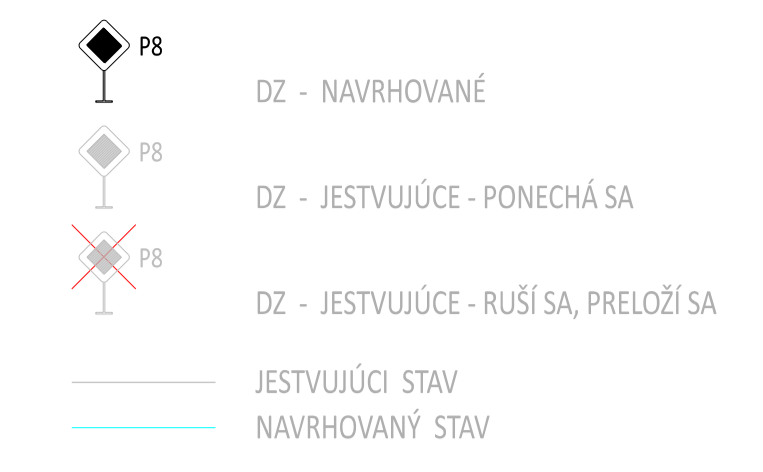 P8
DZ - NAVRHOVANÉ
P8
DZ - JESTVUJÚCE - PONECHÁ SA
P8
DZ - JESTVUJÚCE - RUŠÍ SA, PRELOŽÍ SA
JESTVUJÚCI STAV
NAVRHOVANÝ STAV